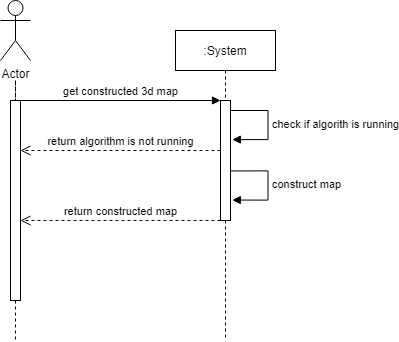 :System
Actor
get constructed 3d map
check if algorith is running
return algorithm is not running
construct map
return constructed map